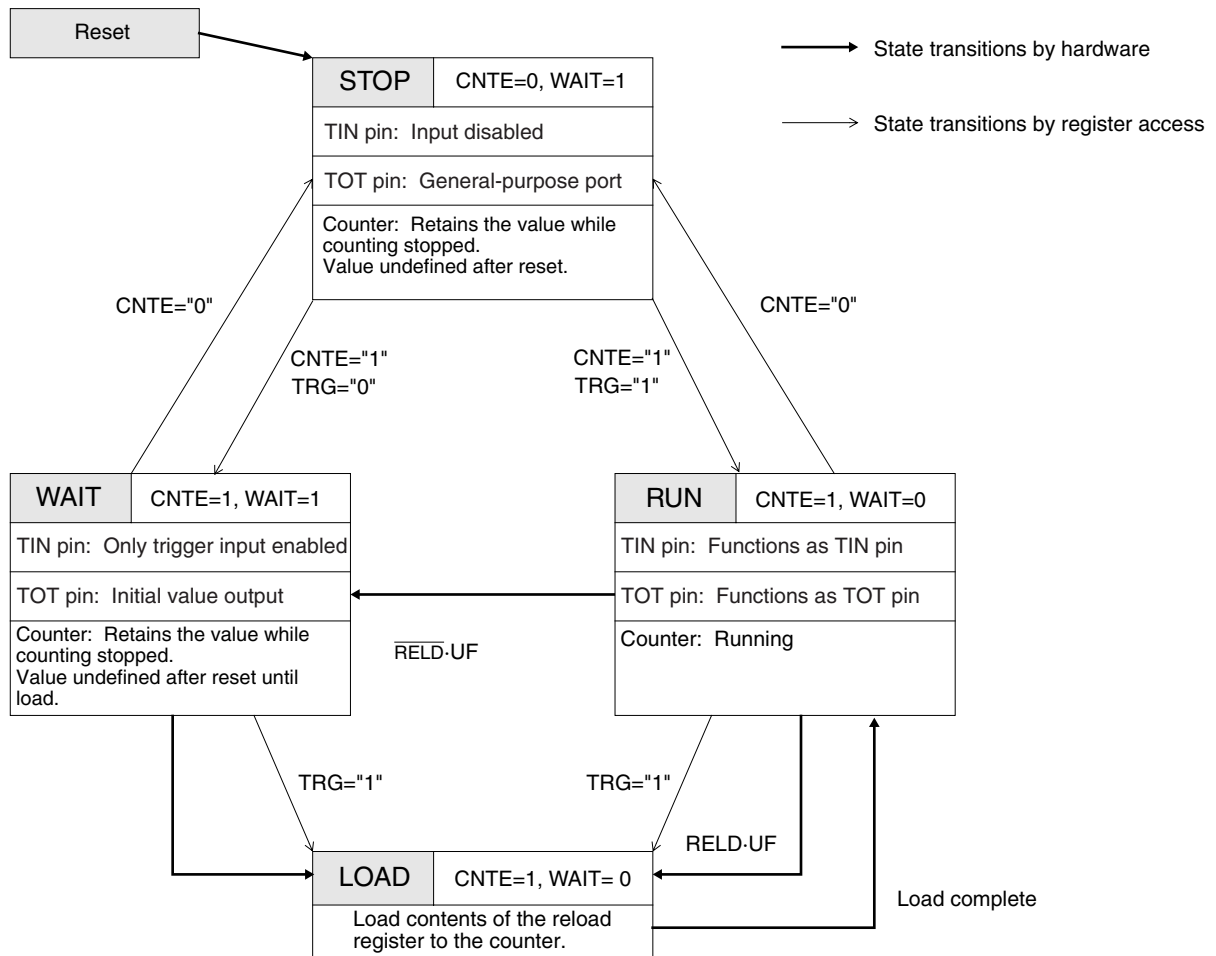 Reset
State transitions by hardware
STOP
CNTE=0, WAIT=1
TIN pin: Input disabled
State transitions by register access
TOT pin: General-purpose port
Counter: Retains the value while
counting stopped.
Value undefined after reset.
CNTE="0"
CNTE="0"
CNTE="1"
TRG="0"
CNTE="1"
TRG="1"
WAIT
CNTE=1, WAIT=1
TIN pin: Only trigger input enabled
TOT pin: Initial value output
Counter: Retains the value while
counting stopped.
Value undefined after reset until
load.
RUN
CNTE=1, WAIT=0
TIN pin: Functions as TIN pin
TOT pin: Functions as TOT pin
Counter: Running
R̅E̅L̅D̅·UF
TRG="1"
TRG="1"
RELD·UF
LOAD
CNTE=1, WAIT= 0
Load contents of the reload
register to the counter.
Load complete